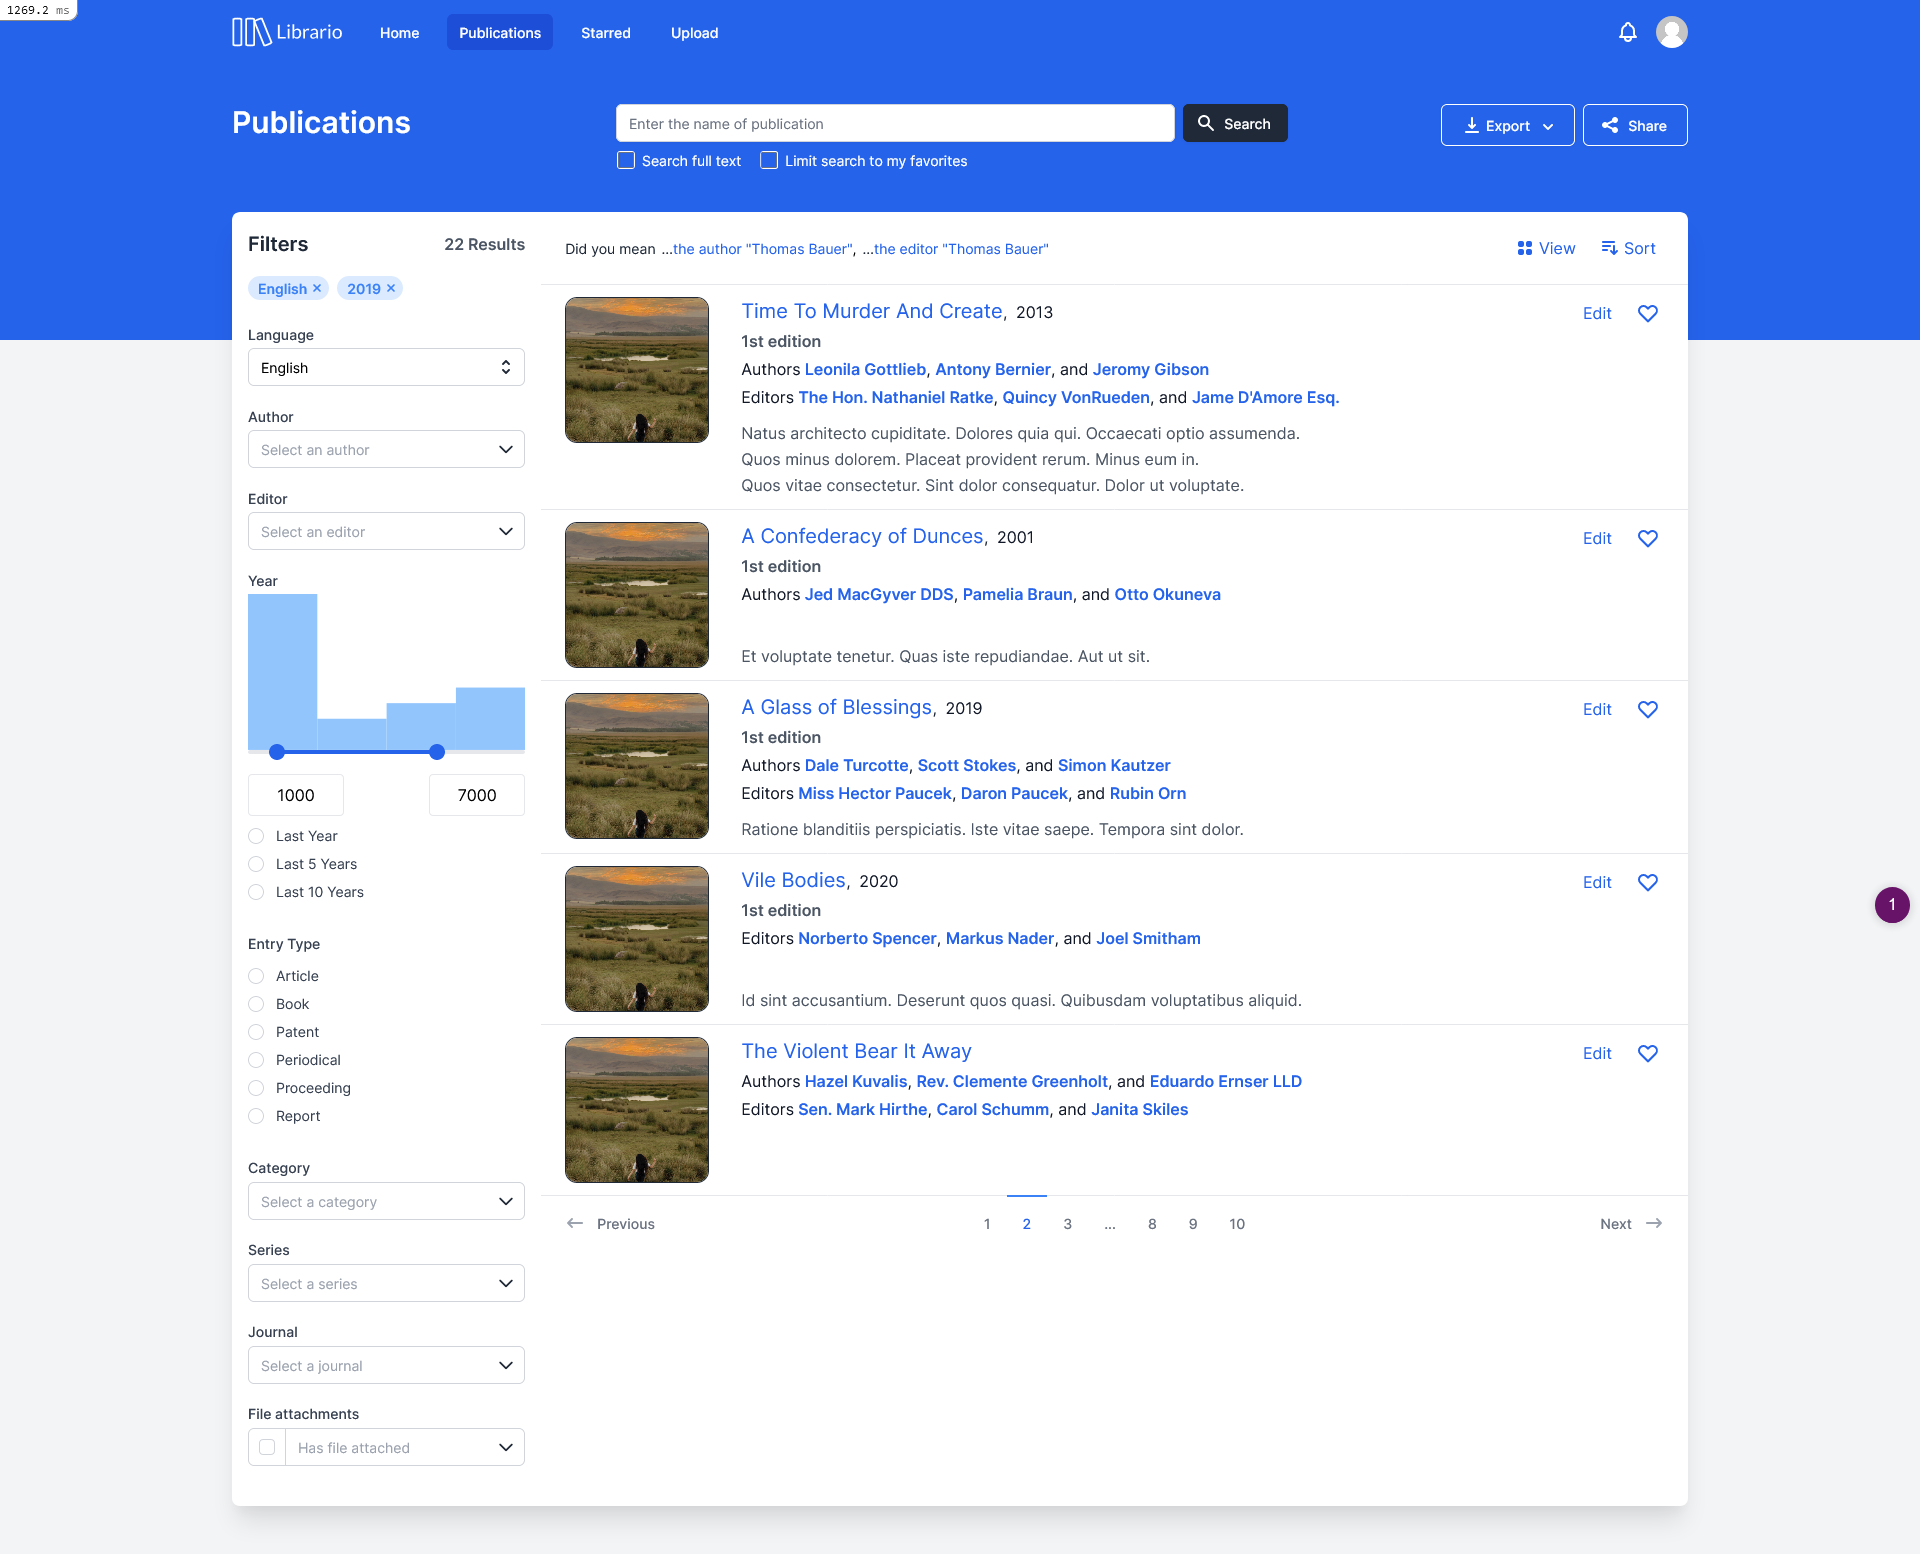 1269.2 ms
Librario
Home
Publications
Starred
Upload
Publications
Enter the name of publication
Search
Export
Share
Search full text
Limit search to my favorites
Filters
22 Results
English ×
2019 ×
Language
English
Author
Select an author
Editor
Select an editor
Year
1000
7000
Last Year
Last 5 Years
Last 10 Years
Entry Type
Article
Book
Patent
Periodical
Proceeding
Report
Category
Select a category
Series
Select a series
Journal
Select a journal
File attachments
Has file attached
Did you mean ...the author "Thomas Bauer", ...the editor "Thomas Bauer"
View
Sort
Time To Murder And Create, 2013
Edit
1st edition
Authors Leonila Gottlieb, Antony Bernier, and Jeromy Gibson
Editors The Hon. Nathaniel Ratke, Quincy VonRueden, and Jame D'Amore Esq.
Natus architecto cupiditate. Dolores quia qui. Occaecati optio assumenda.
Quos minus dolorem. Placeat provident rerum. Minus eum in.
Quos vitae consectetur. Sint dolor consequatur. Dolor ut voluptate.
A Confederacy of Dunces, 2001
Edit
1st edition
Authors Jed MacGyver DDS, Pamelia Braun, and Otto Okuneva
Et voluptate tenetur. Quas iste repudiandae. Aut ut sit.
A Glass of Blessings, 2019
Edit
1st edition
Authors Dale Turcotte, Scott Stokes, and Simon Kautzer
Editors Miss Hector Paucek, Daron Paucek, and Rubin Orn
Ratione blanditiis perspiciatis. Iste vitae saepe. Tempora sint dolor.
Vile Bodies, 2020
Edit
1st edition
Editors Norberto Spencer, Markus Nader, and Joel Smitham
Id sint accusantium. Deserunt quos quasi. Quibusdam voluptatibus aliquid.
The Violent Bear It Away
Edit
Authors Hazel Kuvalis, Rev. Clemente Greenholt, and Eduardo Ernser LLD
Editors Sen. Mark Hirthe, Carol Schumm, and Janita Skiles
Previous
1 2 3 ... 8 9 10
Next
1